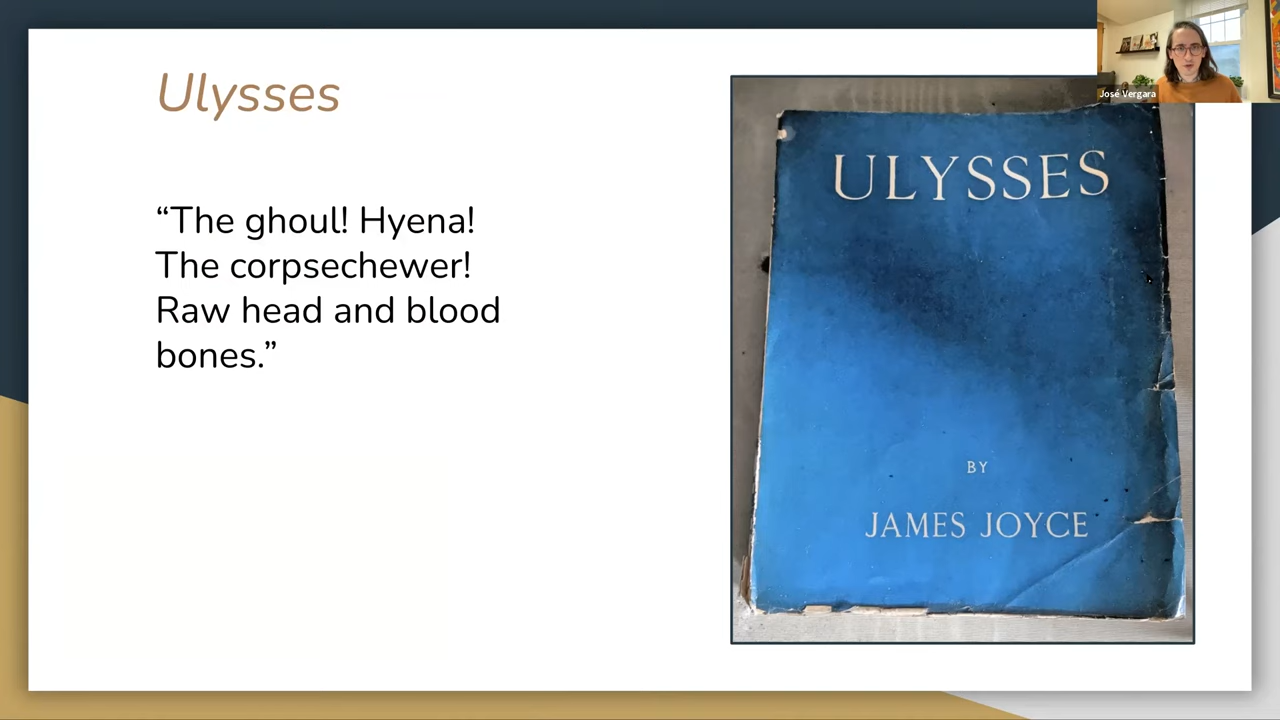 Ulysses
“The ghoul! Hyena!
The corpsechewer!
Raw head and blood
bones.”
ULYSSES
BY
JAMES JOYCE
José Vergara